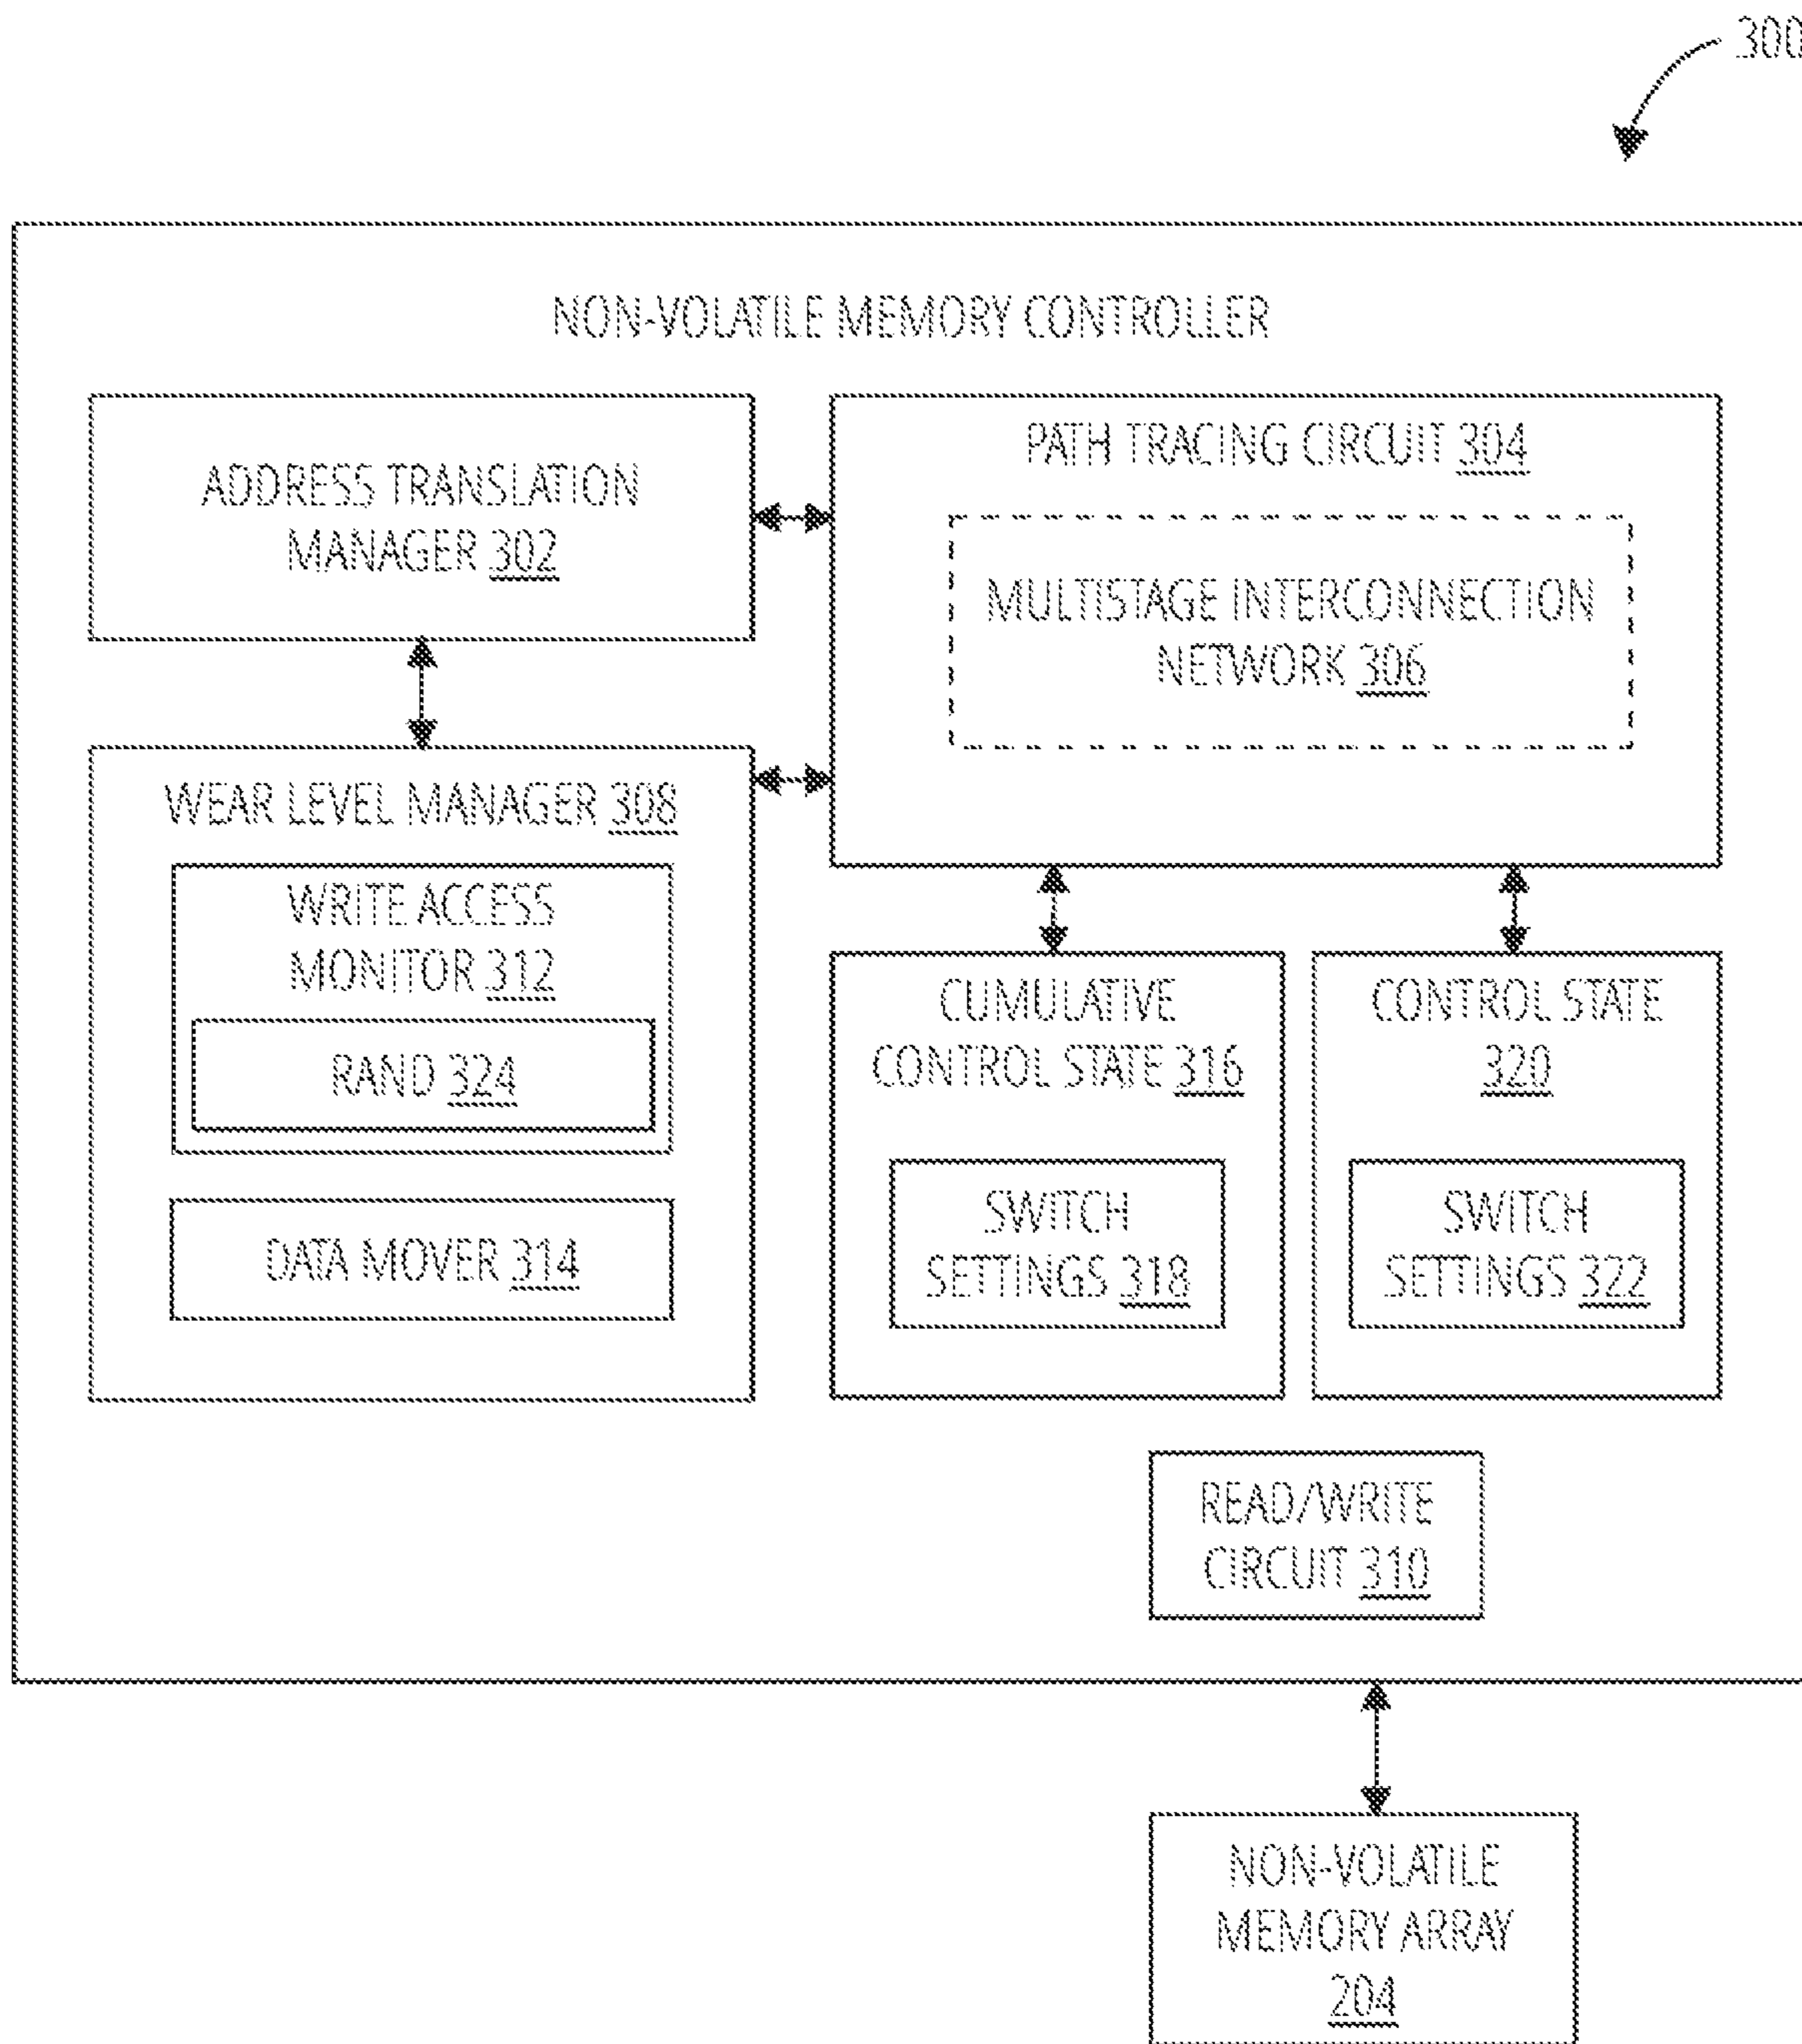 300
NON-VOLATILE MEMORY CONTROLLER
ADDRESS TRANSLATION
MANAGER 302
PATH TRACING CIRCUIT 304
MULTISTAGE INTERCONNECTION
NETWORK 306
WEAR LEVEL MANAGER 308
WRITE ACCESS
MONITOR 312
RAND 324
DATA MOVER 314
CUMULATIVE
CONTROL STATE 316
SWITCH
SETTINGS 318
CONTROL STATE
320
SWITCH
SETTINGS 322
READ/WRITE
CIRCUIT 310
NON-VOLATILE
MEMORY ARRAY
204